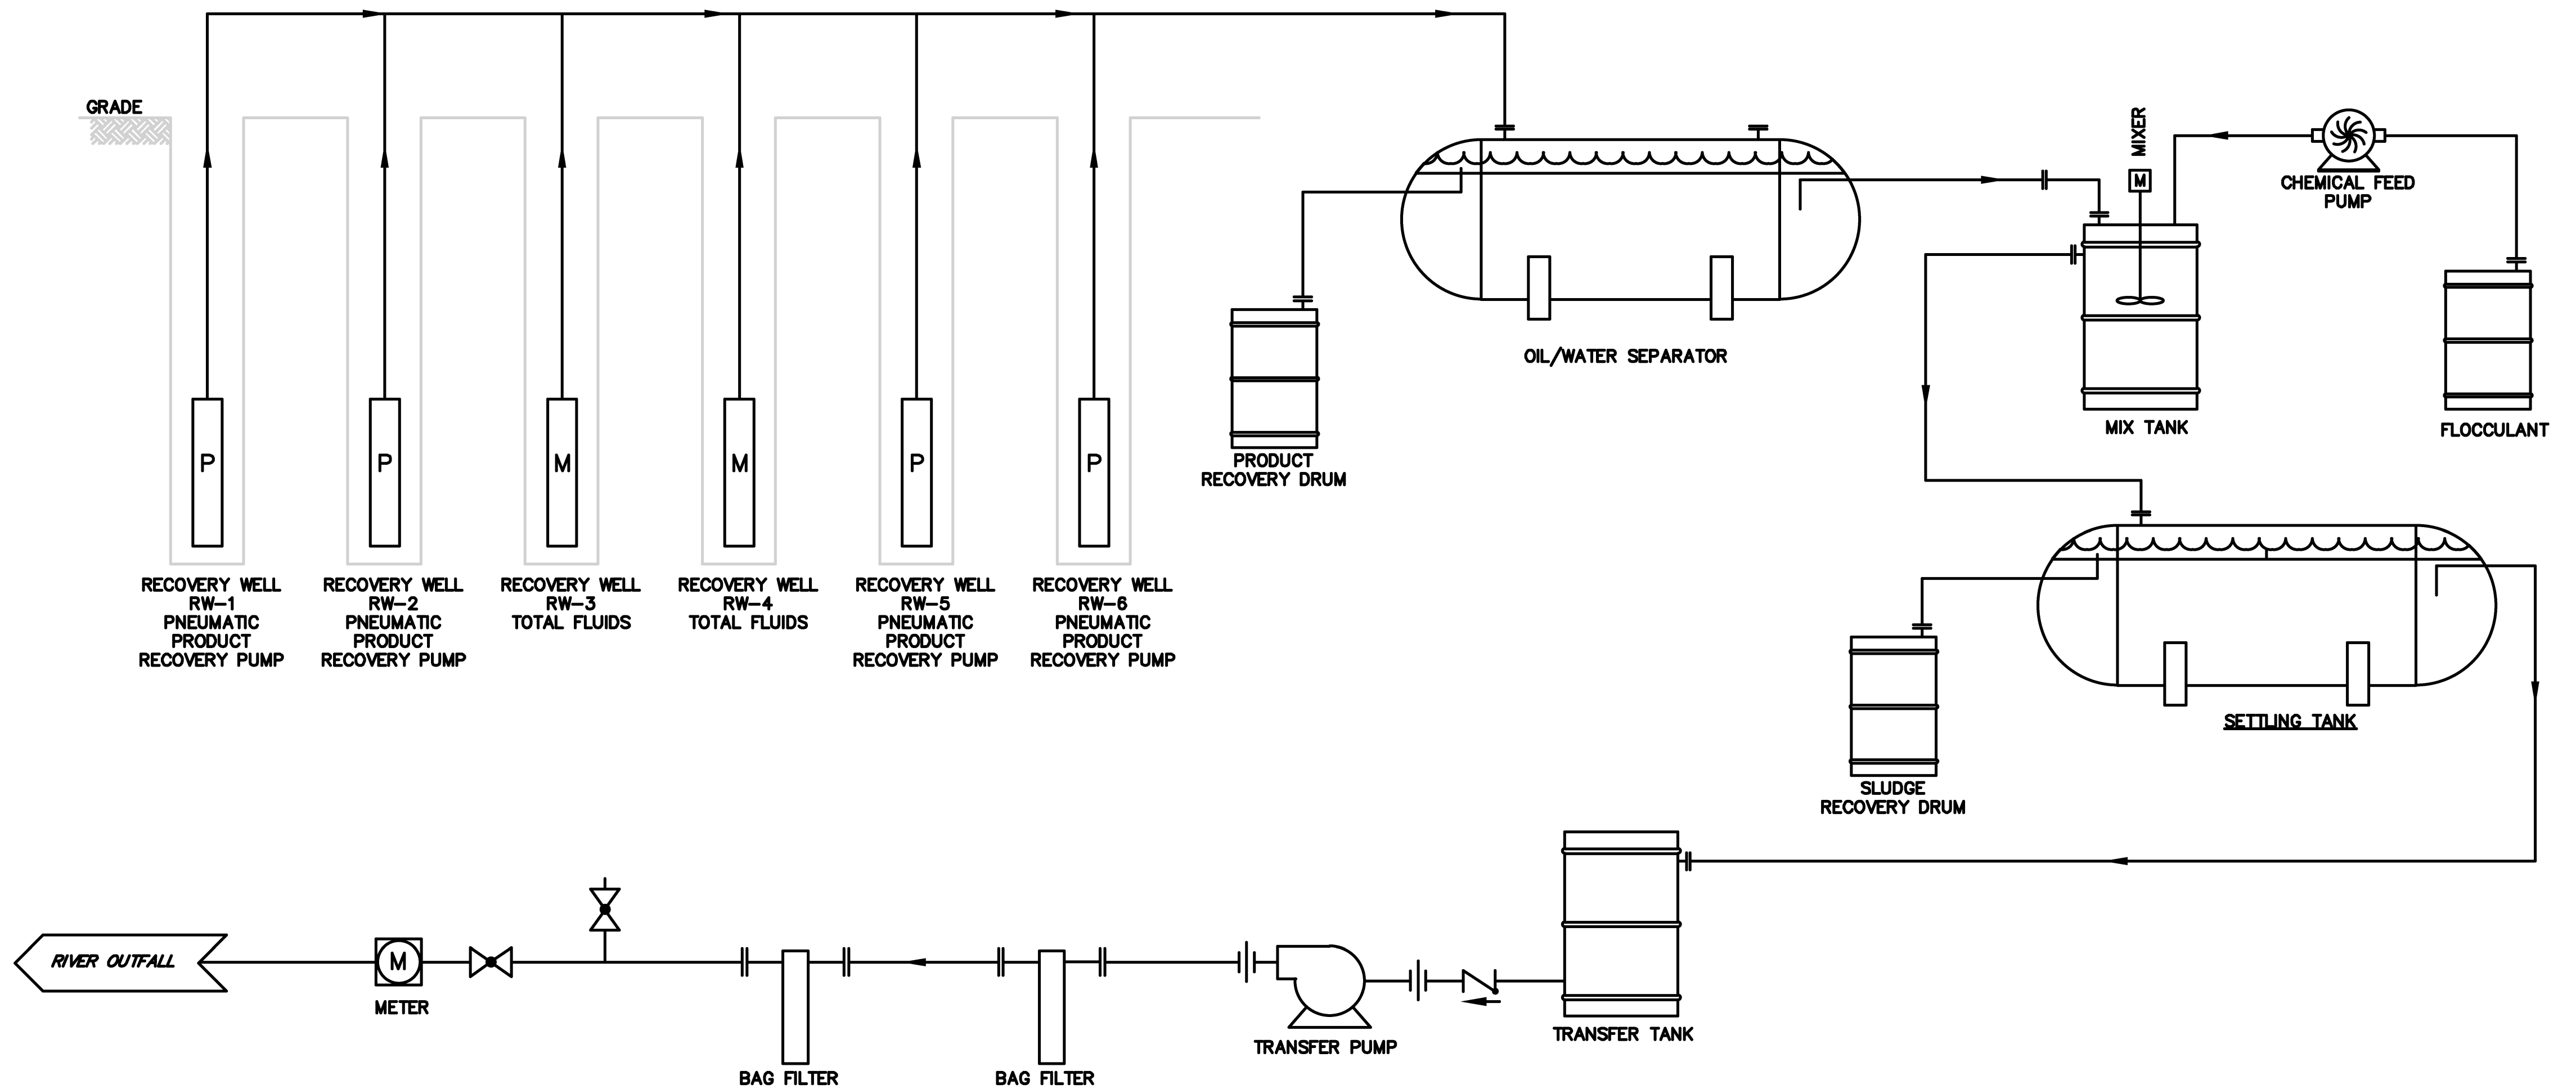 GRADE
P
P
M
M
P
P
RECOVERY WELL
RW-1
PNEUMATIC
PRODUCT
RECOVERY PUMP
RECOVERY WELL
RW-2
PNEUMATIC
PRODUCT
RECOVERY PUMP
RECOVERY WELL
RW-3
TOTAL FLUIDS
RECOVERY WELL
RW-4
TOTAL FLUIDS
RECOVERY WELL
RW-5
PNEUMATIC
PRODUCT
RECOVERY PUMP
RECOVERY WELL
RW-6
PNEUMATIC
PRODUCT
RECOVERY PUMP
PRODUCT
RECOVERY DRUM
OIL/WATER SEPARATOR
MIXER
M
MIX TANK
CHEMICAL FEED
PUMP
FLOCCULANT
SETTLING TANK
SLUDGE
RECOVERY DRUM
RIVER OUTFALL
M
METER
BAG FILTER
BAG FILTER
TRANSFER PUMP
TRANSFER TANK